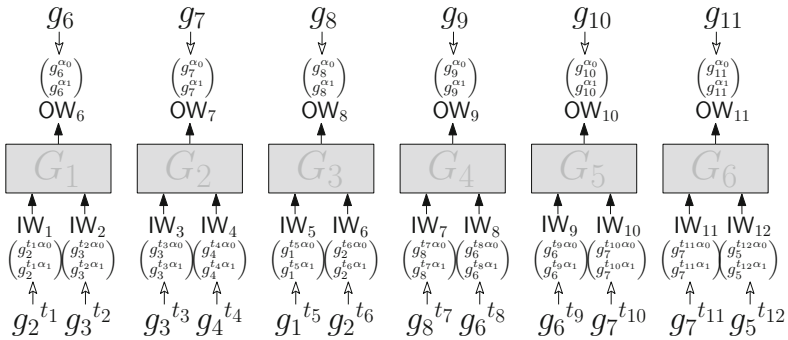 g₆ g₇ g₈ g₉ g₁₀ g₁₁
(g₆^α₀ g₆^α₁) (g₇^α₀ g₇^α₁) (g₈^α₀ g₈^α₁) (g₉^α₀ g₉^α₁) (g₁₀^α₀ g₁₀^α₁) (g₁₁^α₀ g₁₁^α₁)
OW₆ OW₇ OW₈ OW₉ OW₁₀ OW₁₁
G₁ G₂ G₃ G₄ G₅ G₆
IW₁ IW₂ IW₃ IW₄ IW₅ IW₆ IW₇ IW₈ IW₉ IW₁₀ IW₁₁ IW₁₂
(g₂^t₁α₀ g₂^t₁α₁) (g₃^t₂α₀ g₃^t₂α₁) (g₃^t₃α₀ g₃^t₃α₁) (g₄^t₄α₀ g₄^t₄α₁) (g₁^t₅α₀ g₁^t₅α₁) (g₂^t₆α₀ g₂^t₆α₁) (g₈^t₇α₀ g₈^t₇α₁) (g₆^t₈α₀ g₆^t₈α₁) (g₆^t₉α₀ g₆^t₉α₁) (g₇^t₁₀α₀ g₇^t₁₀α₁) (g₇^t₁₁α₀ g₇^t₁₁α₁) (g₅^t₁₂α₀ g₅^t₁₂α₁)
g₂^t₁ g₃^t₂ g₃^t₃ g₄^t₄ g₁^t₅ g₂^t₆ g₈^t₇ g₆^t₈ g₆^t₉ g₇^t₁₀ g₇^t₁₁ g₅^t₁₂